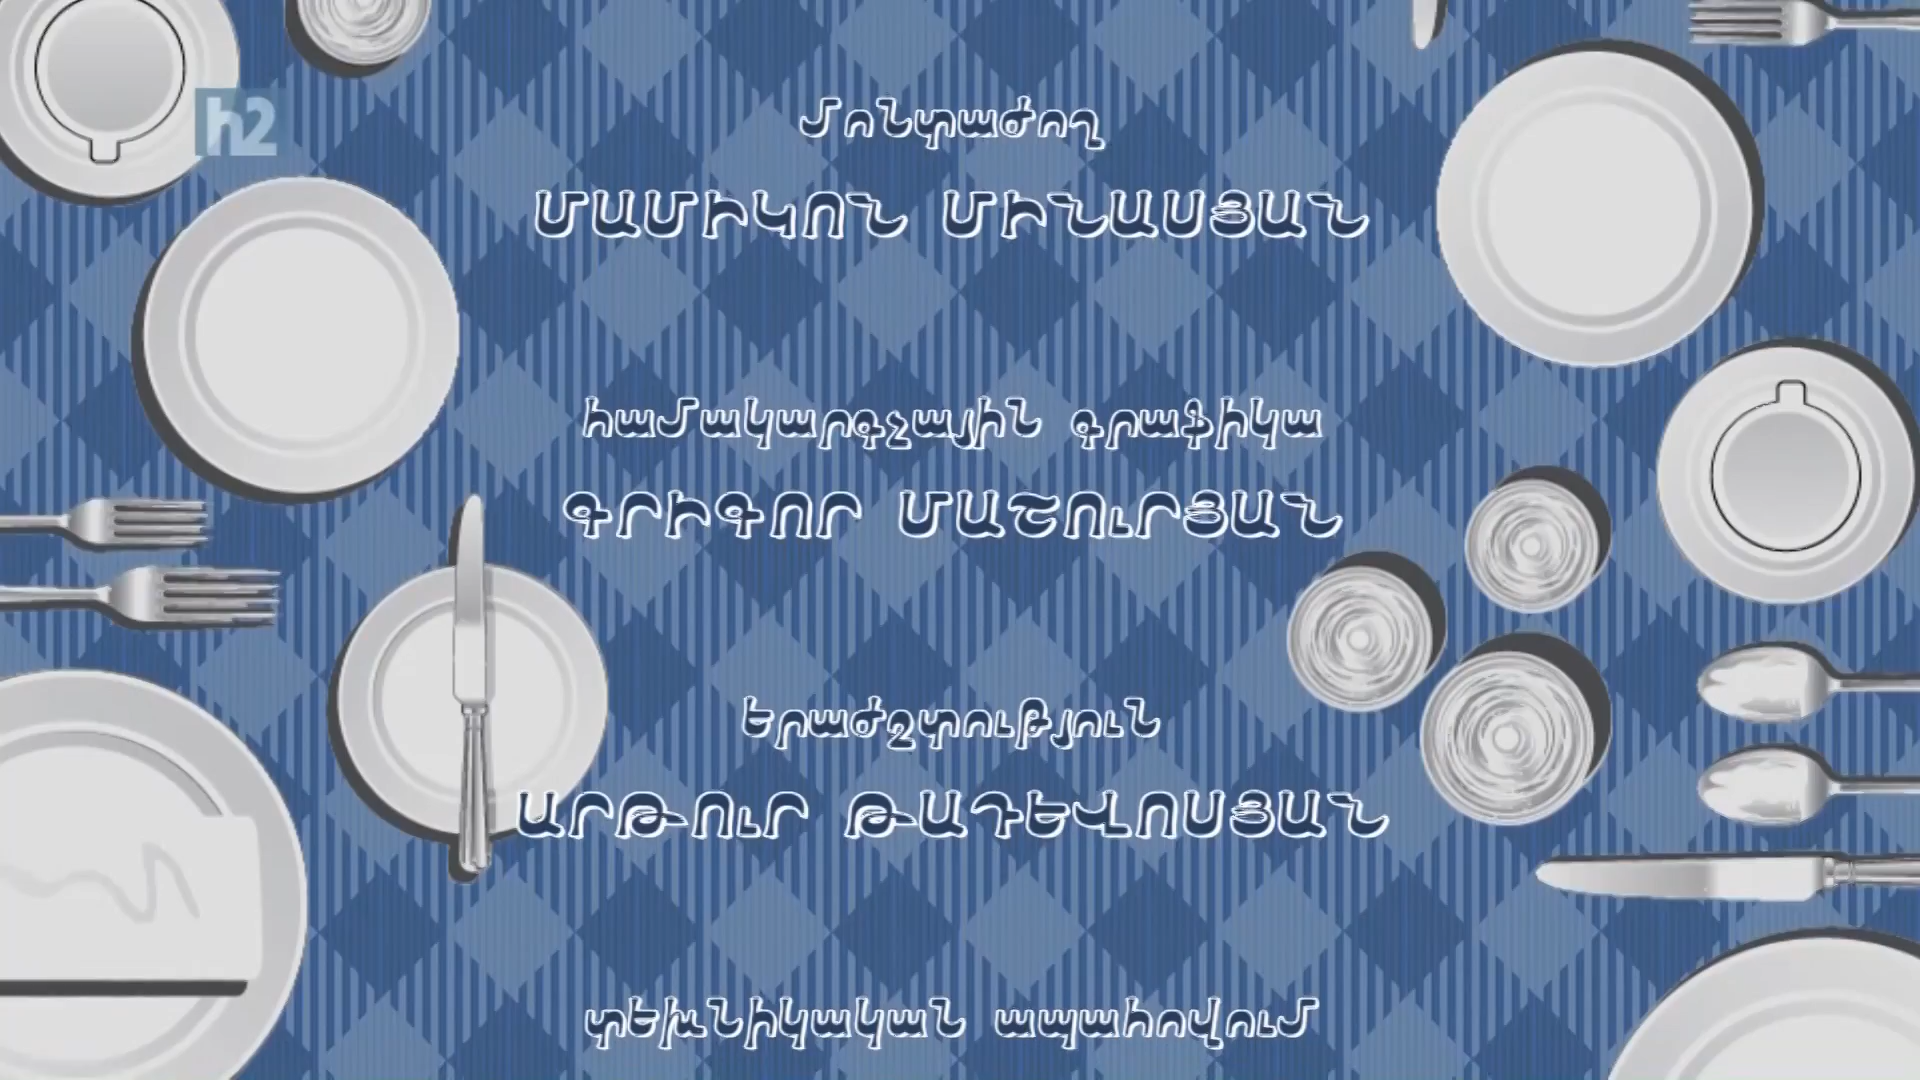 h2
մոնտաժող
ՄԱՄԻԿՈՆ ՄԻՆԱՍՅԱՆ
համակարգչային գրաֆիկա
ԳՐԻԳՈՐ ՄԱՇՈւՐՅԱՆ
երաժշտություն
ԱՐԹՈւՐ ԹԱԴԵՎՈՍՅԱՆ
տեխնիկական ապահովում